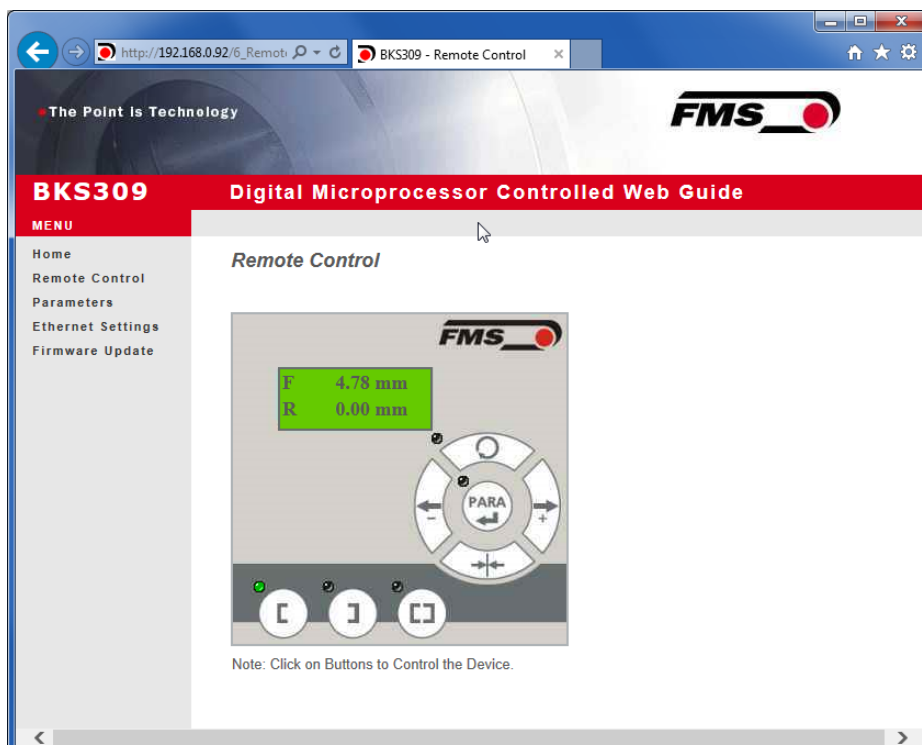 http://192.168.0.92/6_Remot
BKS309 - Remote Control
The Point is Technology
FMS
BKS309
Digital Microprocessor Controlled Web Guide
MENU
Home
Remote Control
Parameters
Ethernet Settings
Firmware Update
Remote Control
FMS
F 4.78 mm
R 0.00 mm
PARA
- +
Note: Click on Buttons to Control the Device.